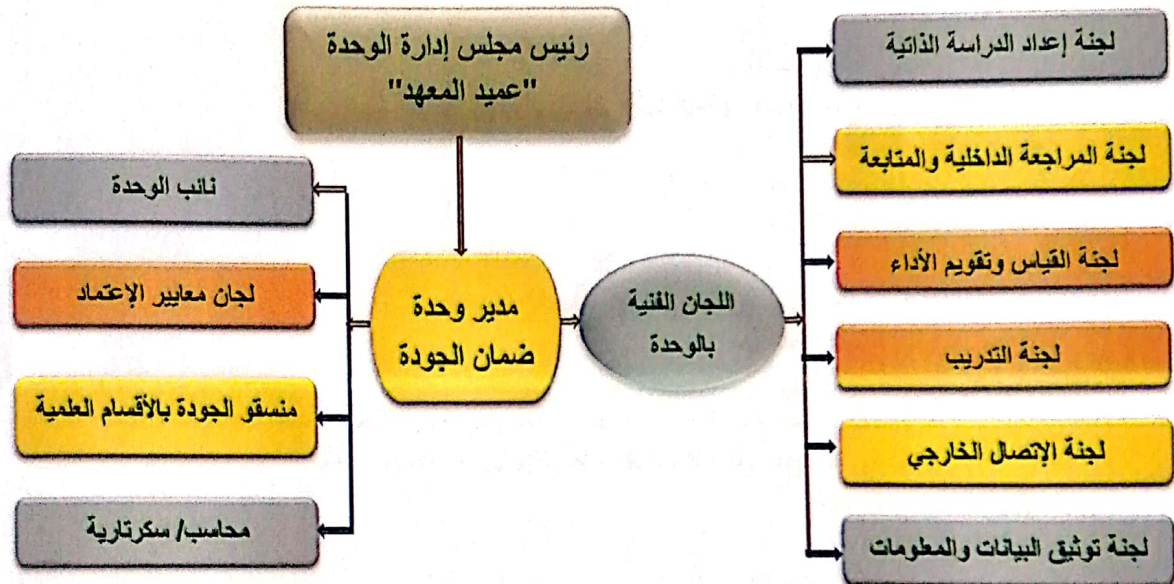 رئيس مجلس إدارة الوحدة
"عميد المعهد"
مدير وحدة
ضمان الجودة
اللجان الفنية
بالوحدة
لجنة إعداد الدراسة الذاتية
لجنة المراجعة الداخلية والمتابعة
لجنة القياس وتقويم الأداء
لجنة التدريب
لجنة الإتصال الخارجي
لجنة توثيق البيانات والمعلومات
نائب الوحدة
لجان معايير الإعتماد
منسقو الجودة بالأقسام العلمية
محاسب/ سكرتارية